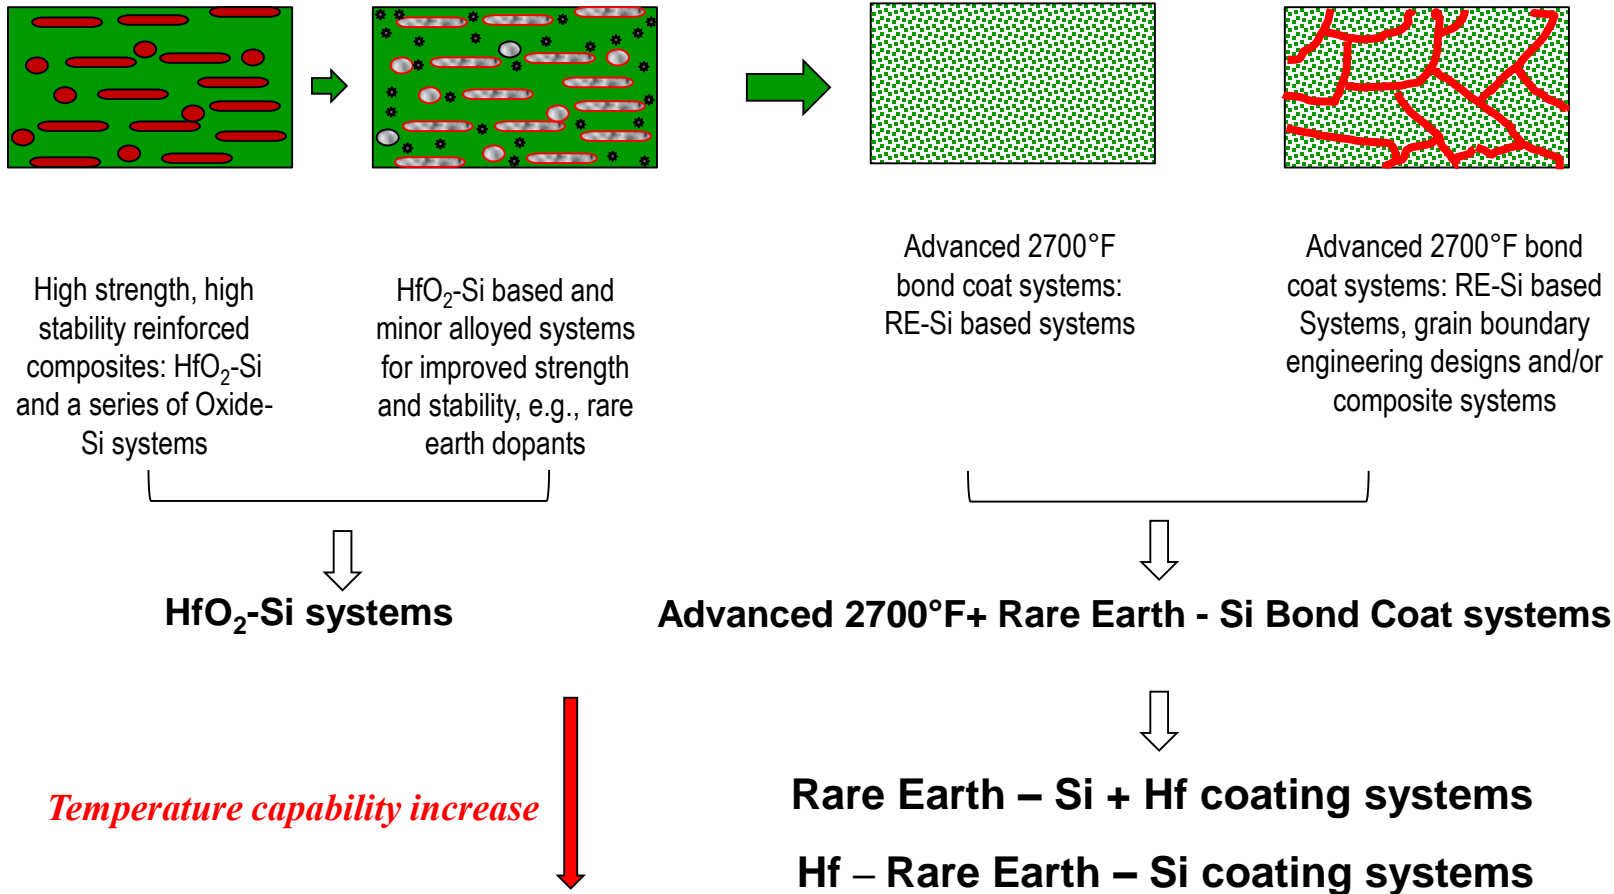 High strength, high
stability reinforced
composites: HfO₂-Si
and a series of Oxide-
Si systems
HfO₂-Si based and
minor alloyed systems
for improved strength
and stability, e.g., rare
earth dopants
Advanced 2700°F
bond coat systems:
RE-Si based systems
Advanced 2700°F bond
coat systems: RE-Si based
Systems, grain boundary
engineering designs and/or
composite systems
HfO₂-Si systems
Advanced 2700°F+ Rare Earth - Si Bond Coat systems
Temperature capability increase
Rare Earth – Si + Hf coating systems
Hf – Rare Earth – Si coating systems